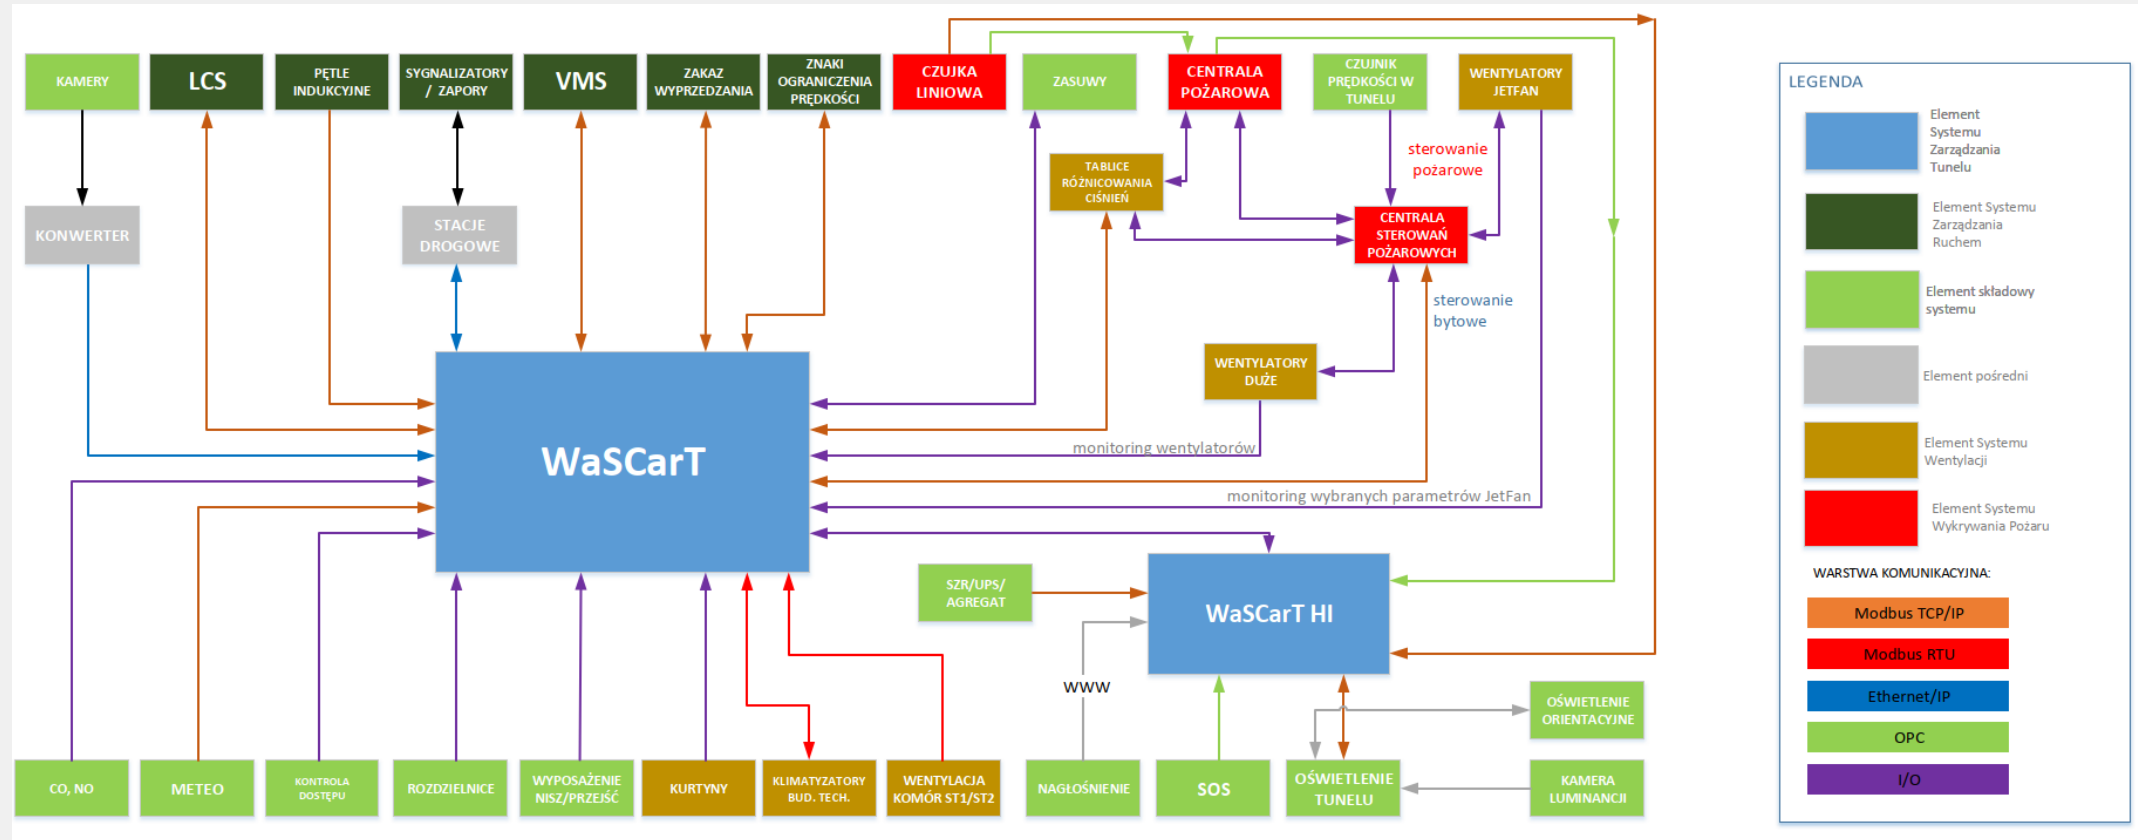 KAMERY
LCS
PĘTLE
INDUKCYJNE
SYGNALIZATORY
/ ZAPORY
VMS
ZAKAZ
WYPRZEDZANIA
ZNAKI
OGRANICZENIA
PRĘDKOŚCI
CZUJKA
LINIOWA
ZASUWY
CENTRALA
POŻAROWA
CZUJNIK
PRĘDKOŚCI W
TUNELU
WENTYLATORY
JETFAN
sterowanie
pożarowe
TABLICE
RÓŻNICOWANIA
CIŚNIEŃ
KONWERTER
STACJE
DROGOWE
CENTRALA
STEROWAŃ
POŻAROWYCH
sterowanie
bytowe
WENTYLATORY
DUŻE
WaSCarT
monitoring wentylatorów
monitoring wybranych parametrów JetFan
SZR/UPS/
AGREGAT
WaSCarT HI
WWW
OŚWIETLENIE
ORIENTACYJNE
CO, NO
METEO
KONTROLA
DOSTĘPU
ROZDZIELNICE
WYPOSAŻENIE
NISZ/PRZEJŚĆ
KURTYNY
KLIMATYZATORY
BUD. TECH.
WENTYLACJA
KOMÓR ST1/ST2
NAGŁOŚNIENIE
SOS
OŚWIETLENIE
TUNELU
KAMERA
LUMINANCJI
LEGENDA
Element
Systemu
Zarządzania
Tunelu
Element Systemu
Zarządzania
Ruchem
Element składowy
systemu
Element pośredni
Element Systemu
Wentylacji
Element Systemu
Wykrywania Pożaru
WARSTWA KOMUNIKACYJNA:
Modbus TCP/IP
Modbus RTU
Ethernet/IP
OPC
I/O